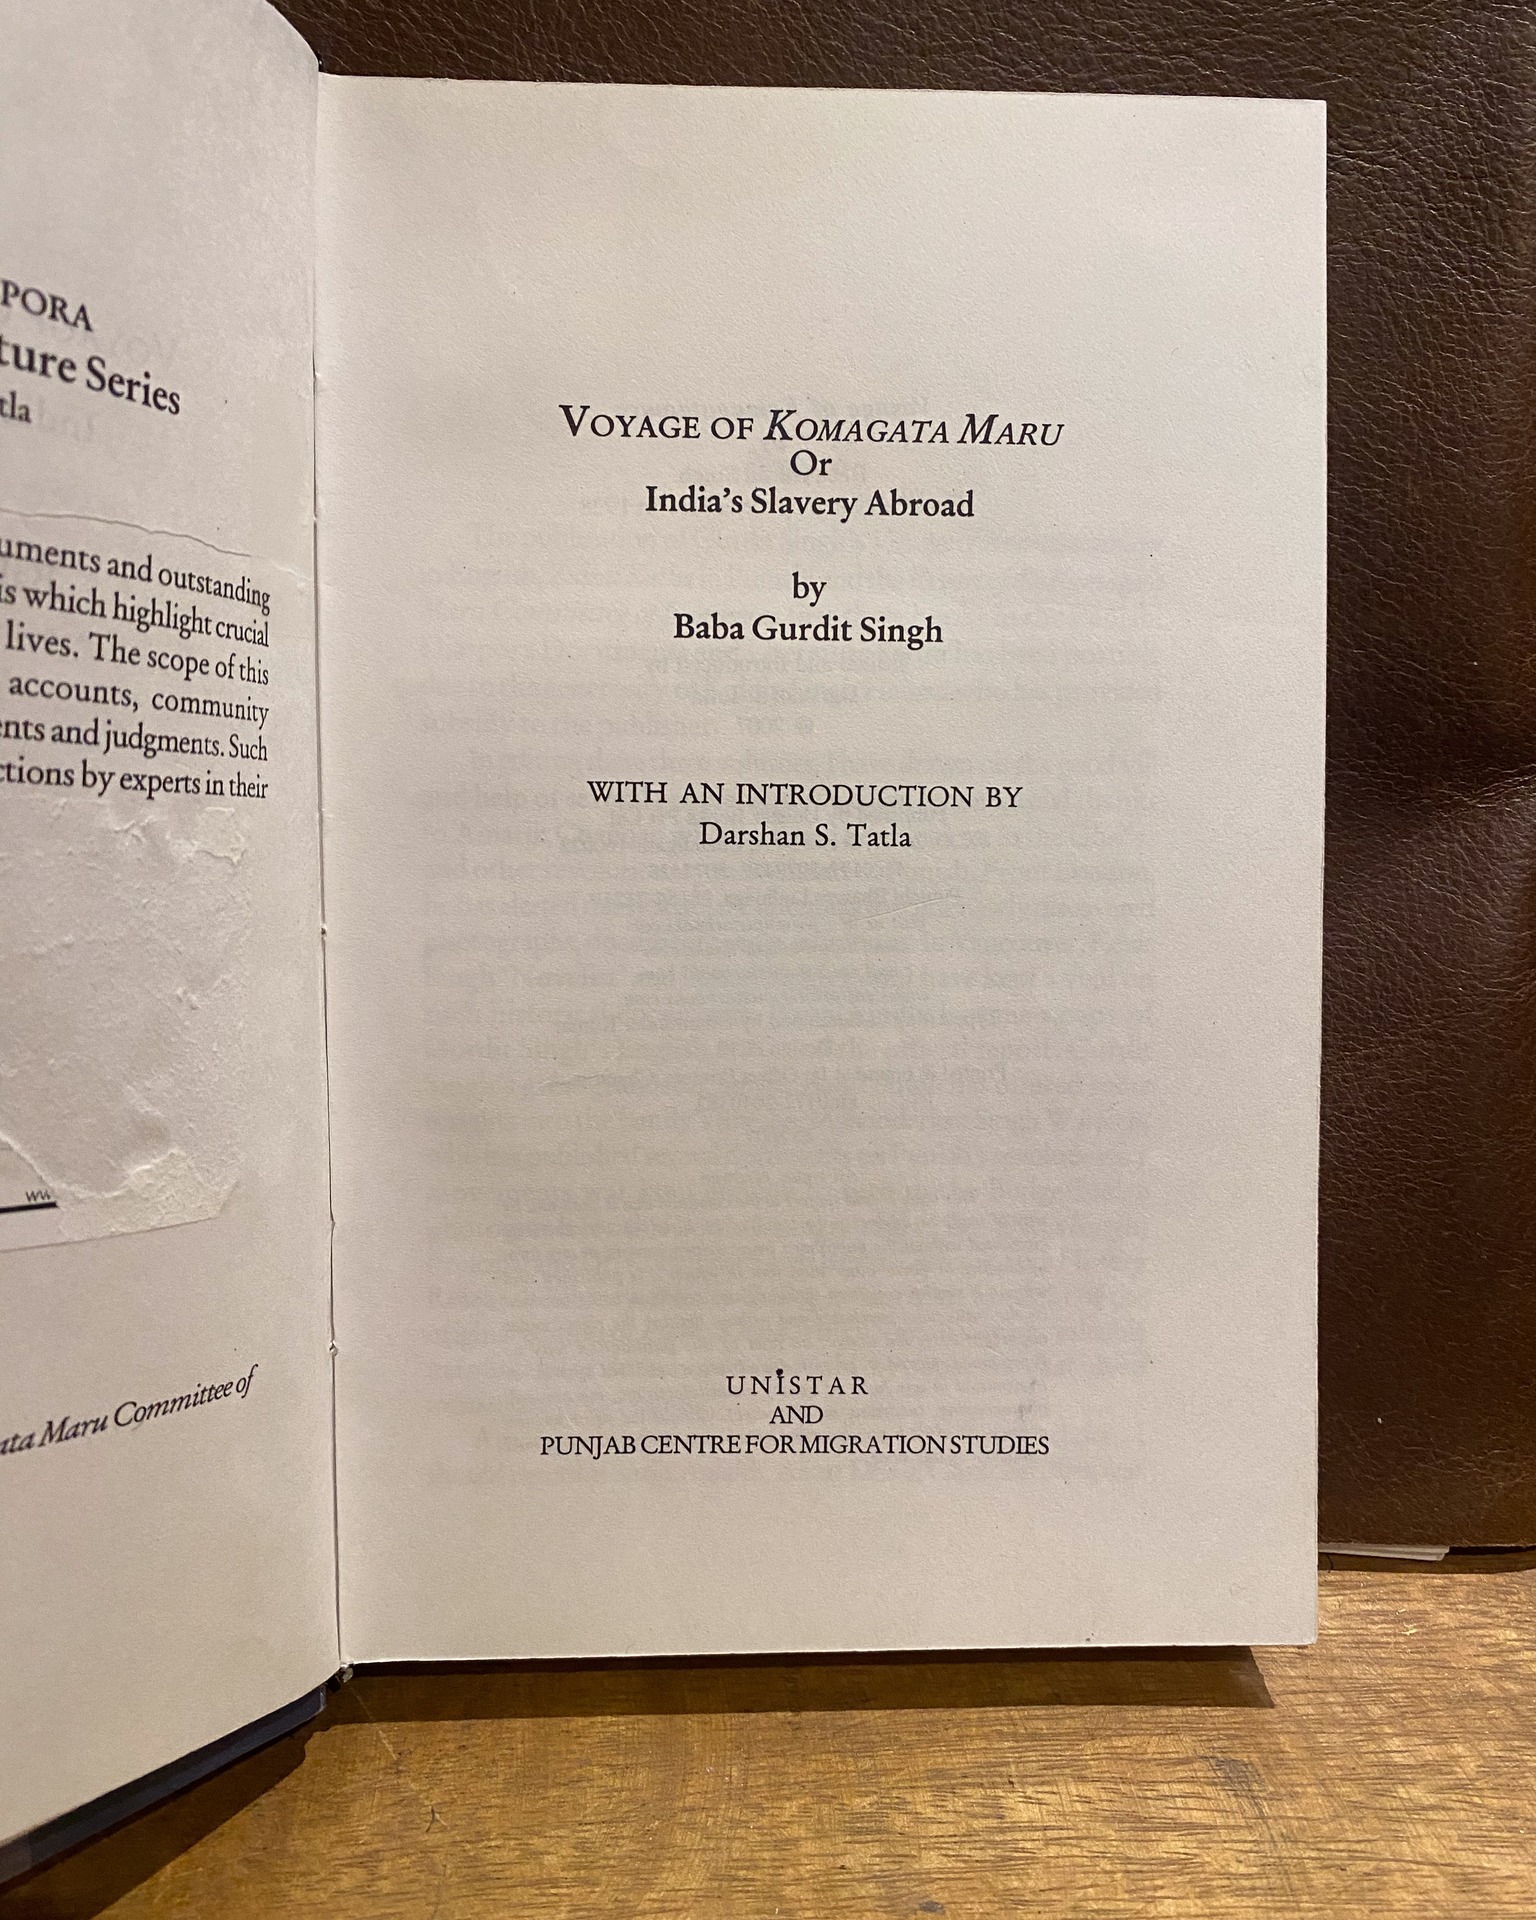 PORA
ture Series
tla
uments and outstanding
is which highlight crucial
lives. The scope of this
accounts, community
ents and judgments. Such
ctions by experts in their
ww
ata Maru Committee of
VOYAGE OF KOMAGATA MARU
Or
India's Slavery Abroad
by
Baba Gurdit Singh
WITH AN INTRODUCTION BY
Darshan S. Tatla
UNISTAR
AND
PUNJAB CENTRE FOR MIGRATION STUDIES